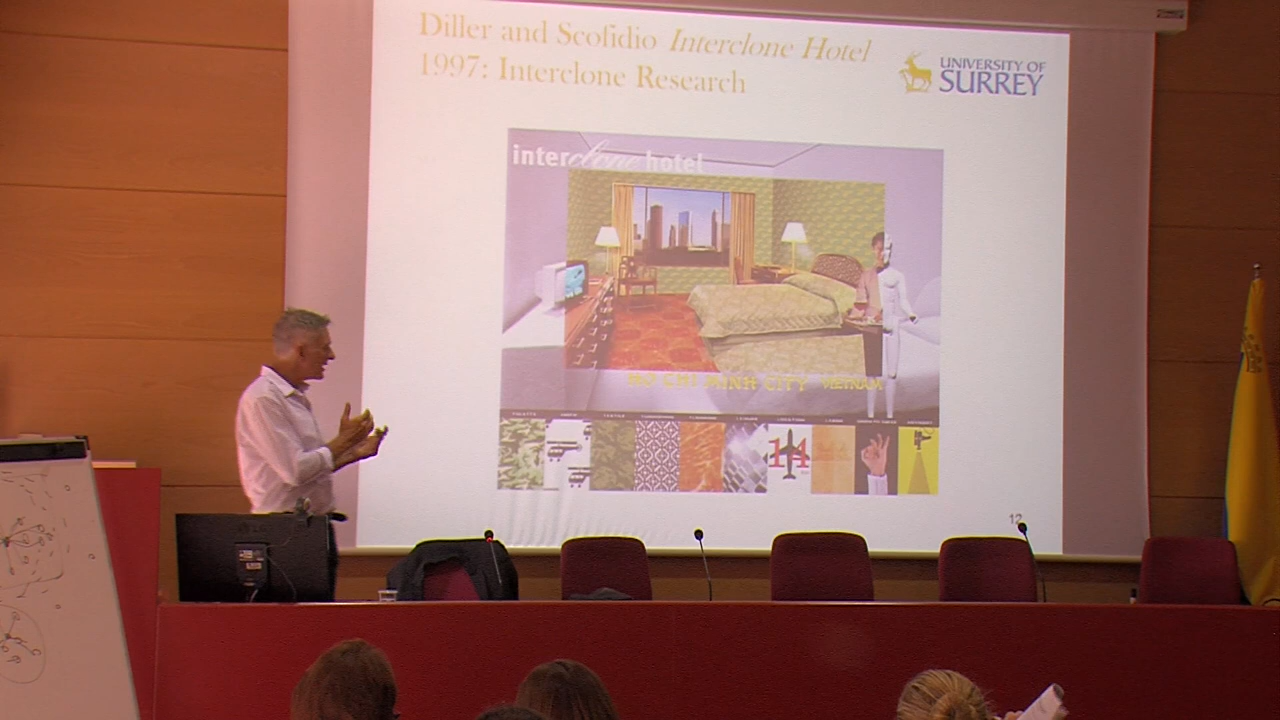 Diller and Scofidio Interclone Hotel
1997: Interclone Research
UNIVERSITY OF
SURREY
interclone hotel
HO CHI MINH CITY VIETNAM
14
12